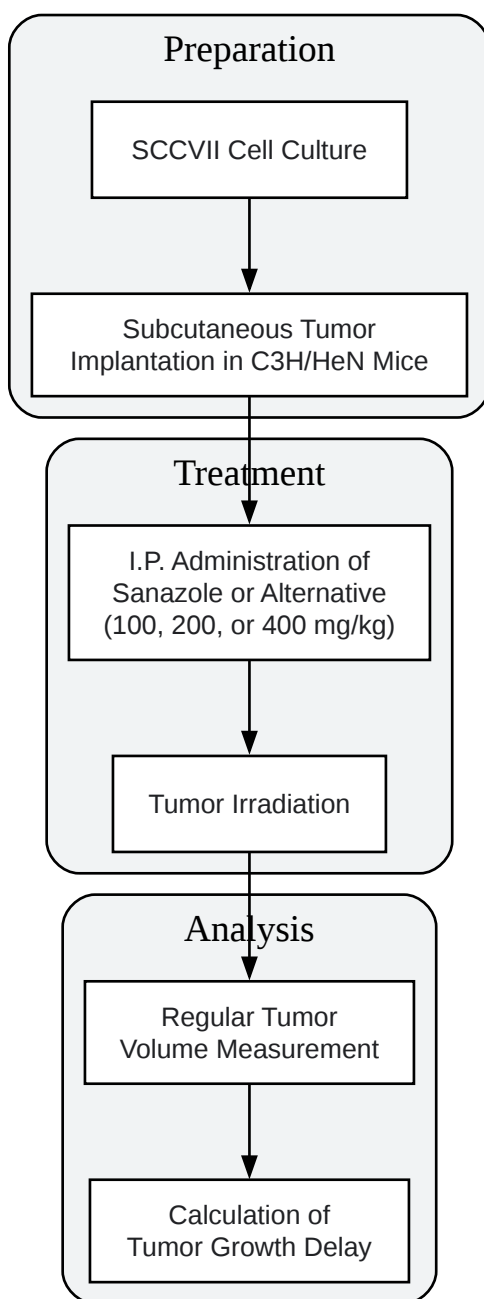 Preparation
SCCVII Cell Culture
Subcutaneous Tumor
Implantation in C3H/HeN Mice
Treatment
I.P. Administration of
Sanazole or Alternative
(100, 200, or 400 mg/kg)
Tumor Irradiation
Analysis
Regular Tumor
Volume Measurement
Calculation of
Tumor Growth Delay